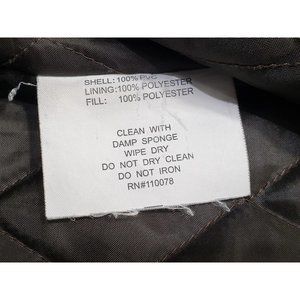 SHELL: 100%
LINING: 100% POLYESTER
FILL: 100% POLYESTER
CLEAN WITH
DAMP SPONGE
WIPE DRY
DO NOT DRY CLEAN
DO NOT IRON
RN#110078